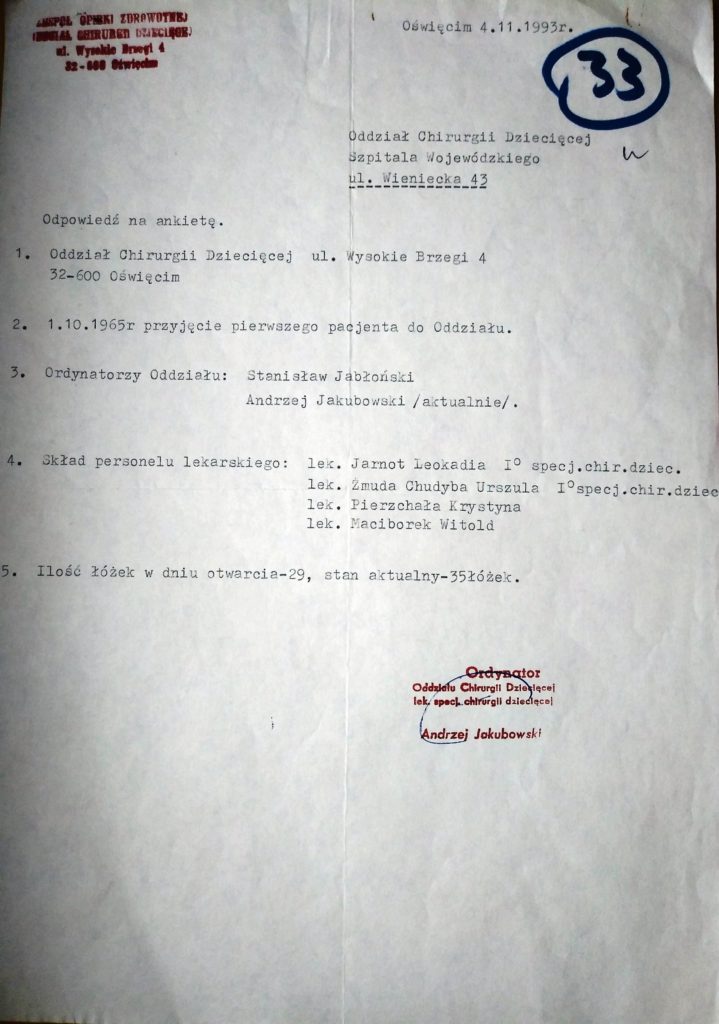 ZESPÓŁ OPIEKI ZDROWOTNEJ
ODDZIAŁ CHIRURGII DZIECIĘCEJ
ul. Wysokie Brzegi 4
32-600 Oświęcim
Oświęcim 4.11.1993r.
33
Oddział Chirurgii Dziecięcej
Szpitala Wojewódzkiego
ul. Wieniecka 43
Odpowiedź na ankietę.
1. Oddział Chirurgii Dziecięcej ul. Wysokie Brzegi 4
32-600 Oświęcim
2. 1.10.1965r przyjęcie pierwszego pacjenta do Oddziału.
3. Ordynatorzy Oddziału: Stanisław Jabłoński
Andrzej Jakubowski /aktualnie/.
4. Skład personelu lekarskiego: lek. Jarnot Leokadia I° specj.chir.dziec.
lek. Żmuda Chudyba Urszula I°specj.chir.dziec
lek. Pierzchała Krystyna
lek. Maciborek Witold
5. Ilość łóżek w dniu otwarcia-29, stan aktualny-35łóżek.
Ordynator
Oddziału Chirurgii Dziecięcej
lek. specj. chirurgii dziecięcej
Andrzej Jakubowski